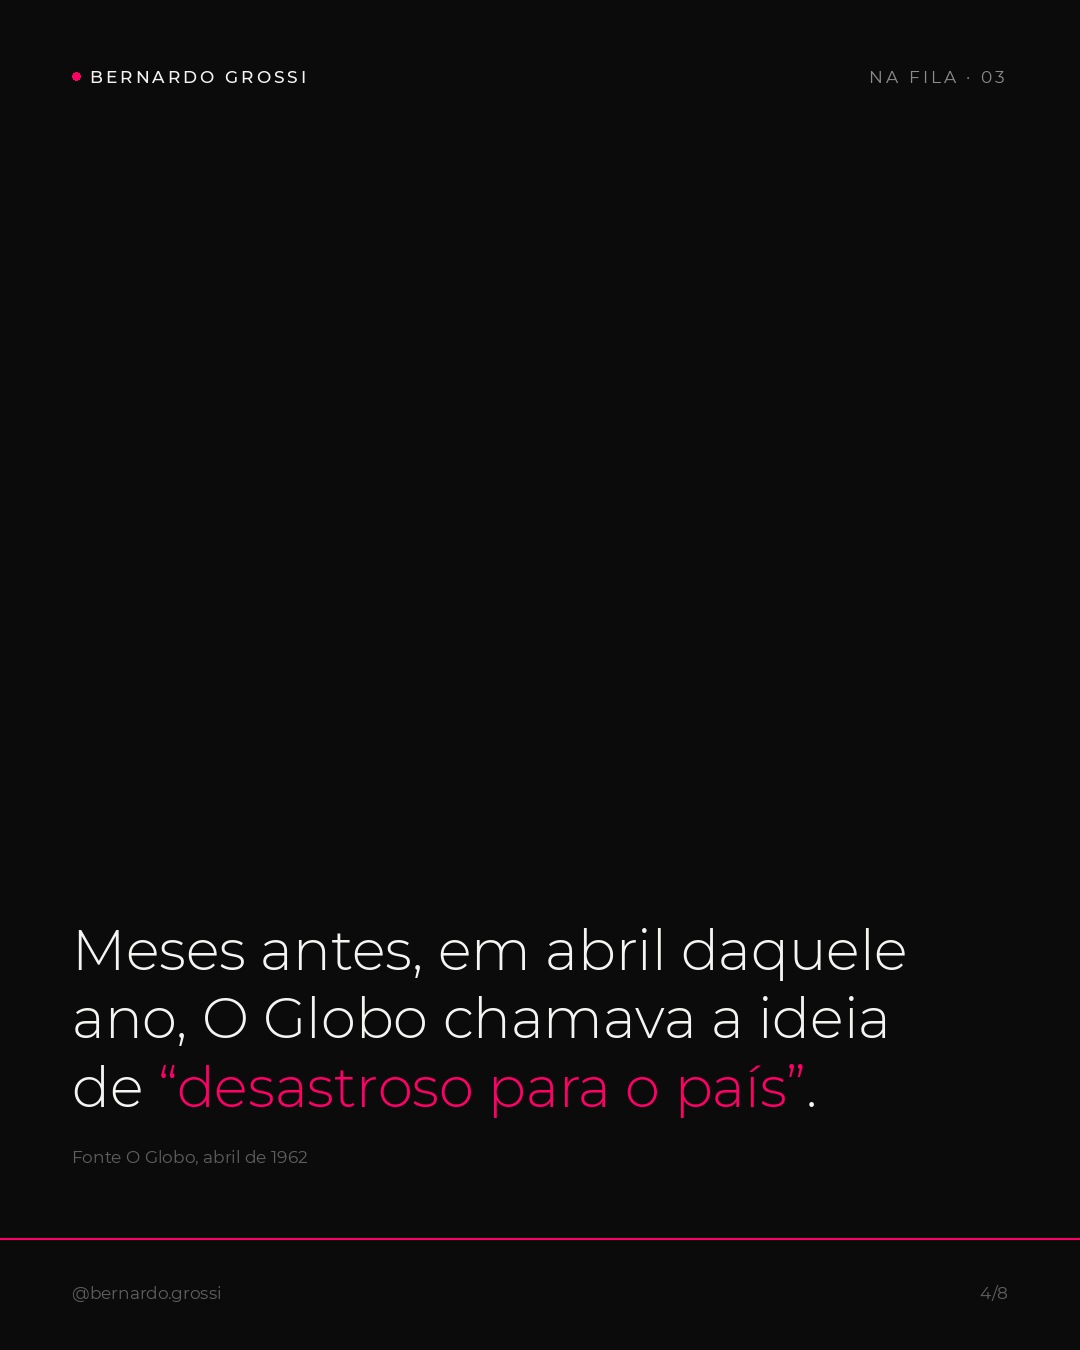 BERNARDO GROSSI
NA FILA · 03
Meses antes, em abril daquele
ano, O Globo chamava a ideia
de “desastroso para o país”.
Fonte O Globo, abril de 1962
@bernardo.grossi
4/8